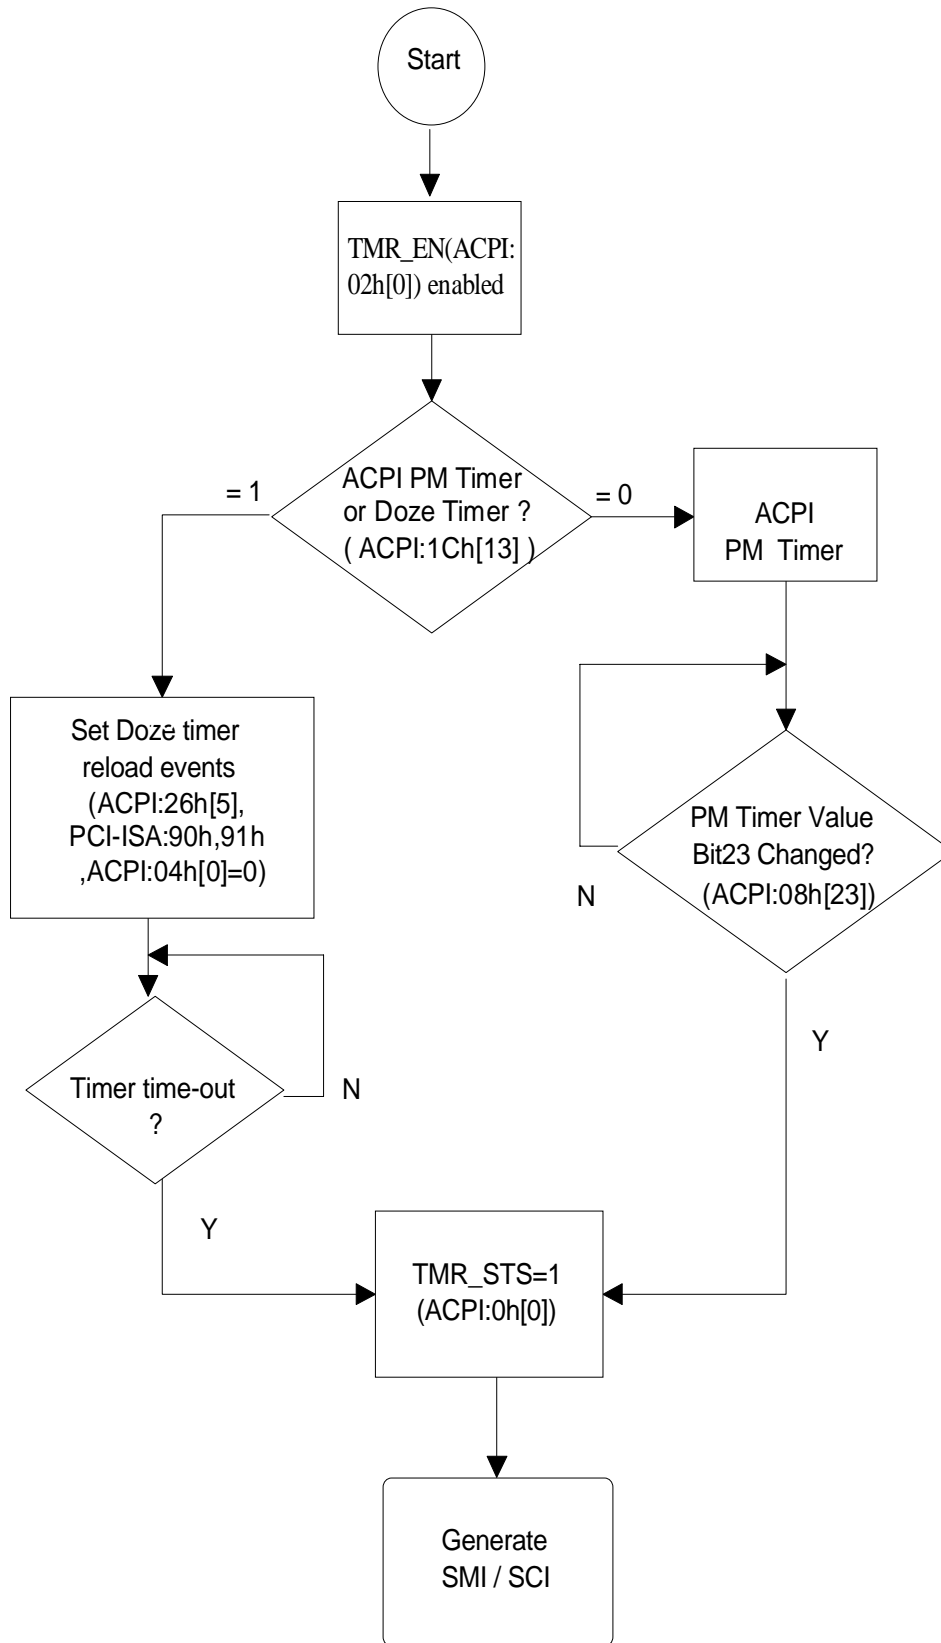 Start
TMR_EN(ACPI:
02h[0]) enabled
ACPI PM Timer
or Doze Timer ?
( ACPI:1Ch[13] )
= 1
= 0
ACPI
PM Timer
Set Doze timer
reload events
(ACPI:26h[5],
PCI-ISA:90h,91h
,ACPI:04h[0]=0)
PM Timer Value
Bit23 Changed?
(ACPI:08h[23])
N
Y
Timer time-out
?
N
Y
TMR_STS=1
(ACPI:0h[0])
Generate
SMI / SCI